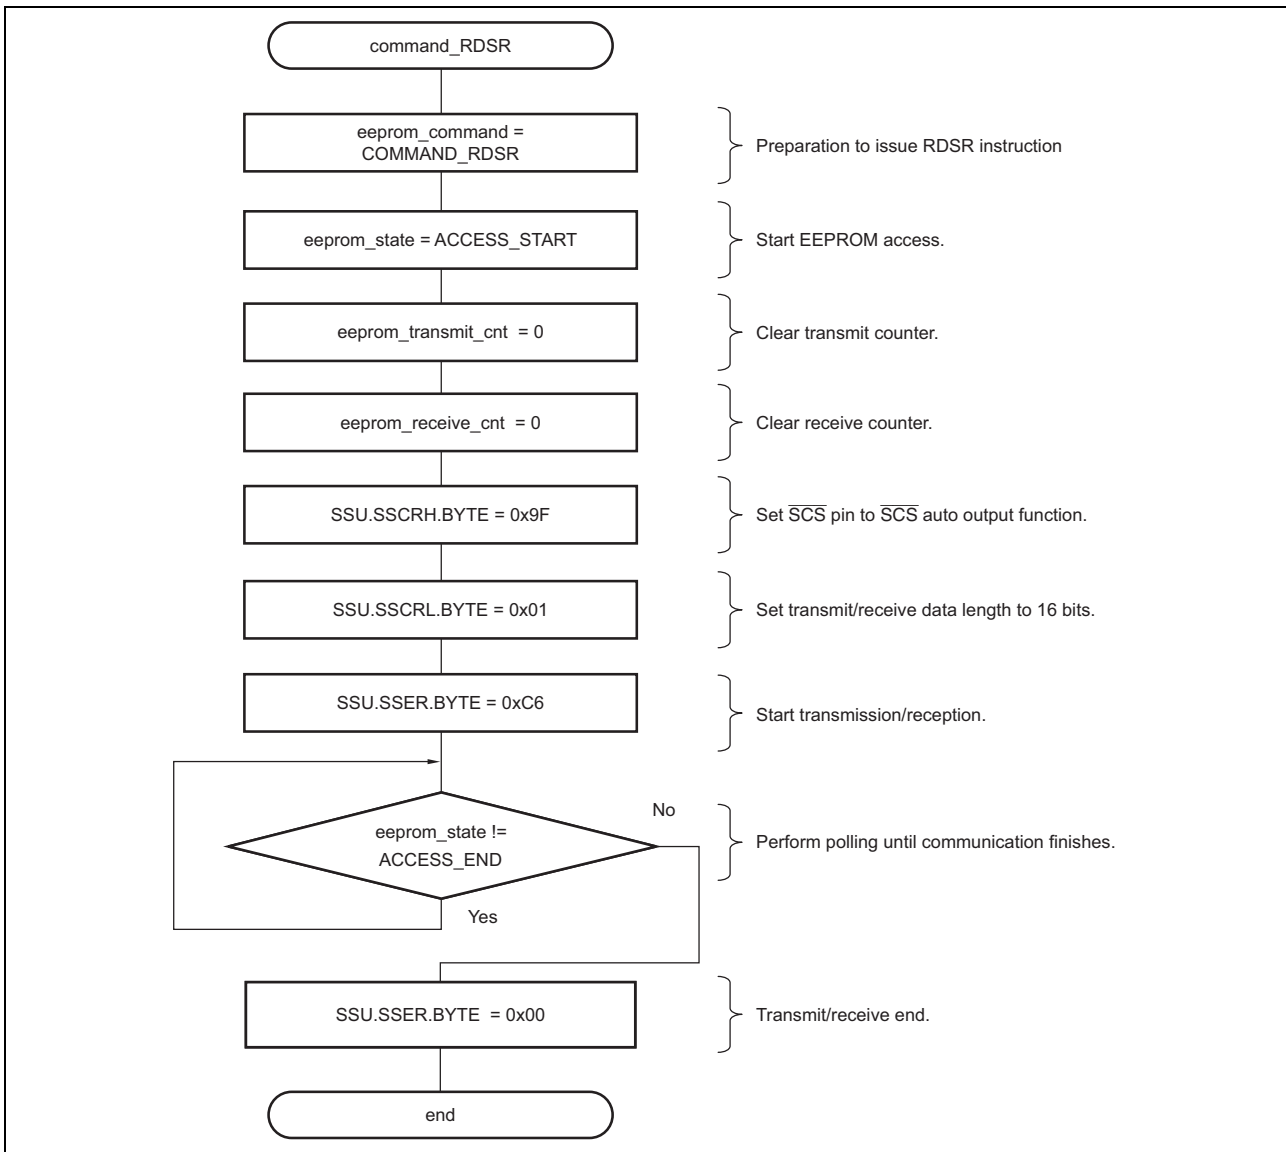 command_RDSR
eeprom_command =
COMMAND_RDSR
Preparation to issue RDSR instruction
eeprom_state = ACCESS_START
Start EEPROM access.
eeprom_transmit_cnt = 0
Clear transmit counter.
eeprom_receive_cnt = 0
Clear receive counter.
SSU.SSCRH.BYTE = 0x9F
Set S̅C̅S̅ pin to S̅C̅S̅ auto output function.
SSU.SSCRL.BYTE = 0x01
Set transmit/receive data length to 16 bits.
SSU.SSER.BYTE = 0xC6
Start transmission/reception.
eeprom_state !=
ACCESS_END
No
Yes
Perform polling until communication finishes.
SSU.SSER.BYTE = 0x00
Transmit/receive end.
end